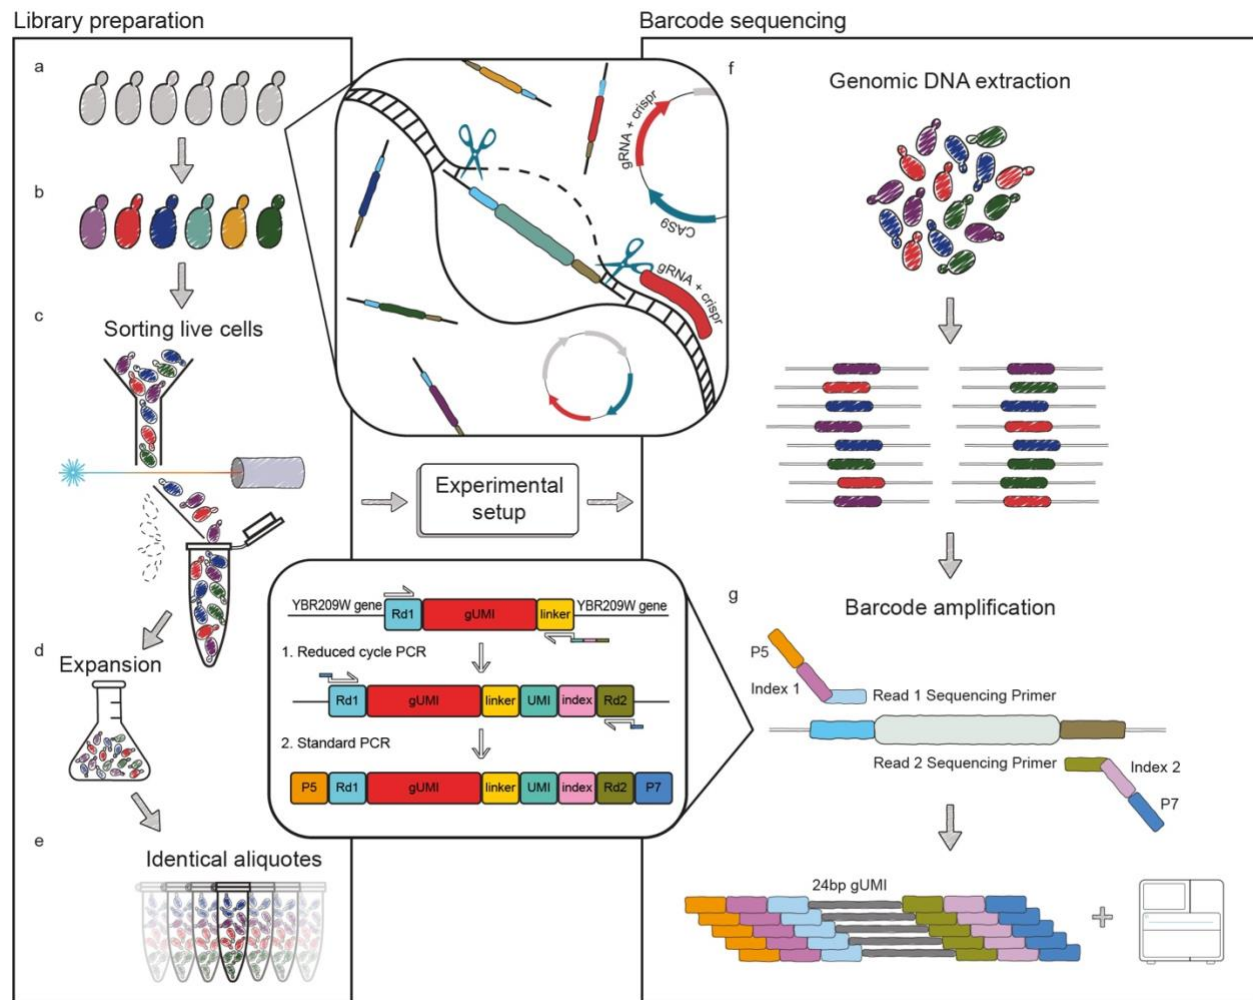 Library preparation
Barcode sequencing
a
b
c
Sorting live cells
d
Expansion
e
Identical aliquotes
gRNA + crispr
CAS9
gRNA + crispr
Experimental
setup
YBR209W gene
Rd1
gUMI
linker
YBR209W gene
1. Reduced cycle PCR
Rd1
gUMI
linker
UMI
index
Rd2
2. Standard PCR
P5
Rd1
gUMI
linker
UMI
index
Rd2
P7
f
Genomic DNA extraction
g
Barcode amplification
P5
Index 1
Read 1 Sequencing Primer
Read 2 Sequencing Primer
Index 2
P7
24bp gUMI